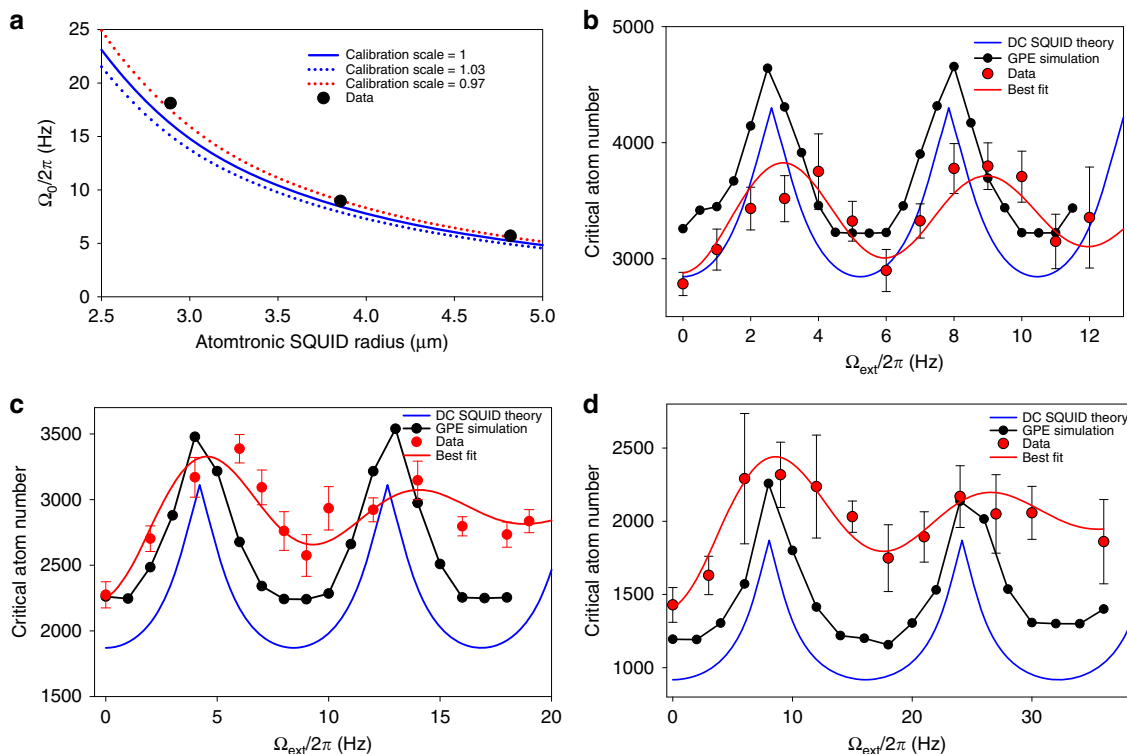 a
25
20
15
10
5
0
Ω₀/2π (Hz)
Calibration scale = 1
Calibration scale = 1.03
Calibration scale = 0.97
Data
2.5 3.0 3.5 4.0 4.5 5.0
Atomtronic SQUID radius (μm)
b
5000
4000
3000
Critical atom number
DC SQUID theory
GPE simulation
Data
Best fit
0 2 4 6 8 10 12
Ω_ext/2π (Hz)
c
3500
3000
2500
2000
1500
Critical atom number
DC SQUID theory
GPE simulation
Data
Best fit
0 5 10 15 20
Ω_ext/2π (Hz)
d
2500
2000
1500
1000
Critical atom number
DC SQUID theory
GPE simulation
Data
Best fit
0 10 20 30
Ω_ext/2π (Hz)